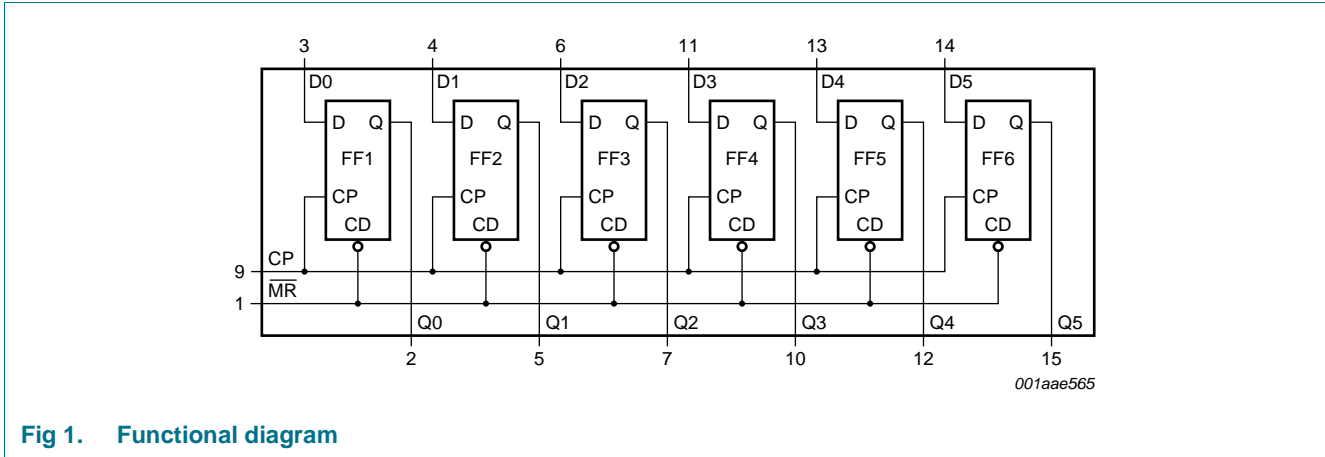 3 4 6 11 13 14
D0 D1 D2 D3 D4 D5
D Q D Q D Q D Q D Q D Q
FF1 FF2 FF3 FF4 FF5 FF6
CP CP CP CP CP CP
CD CD CD CD CD CD
9 CP
1 M̅R̅
Q0 Q1 Q2 Q3 Q4 Q5
2 5 7 10 12 15
001aae565
Fig 1. Functional diagram